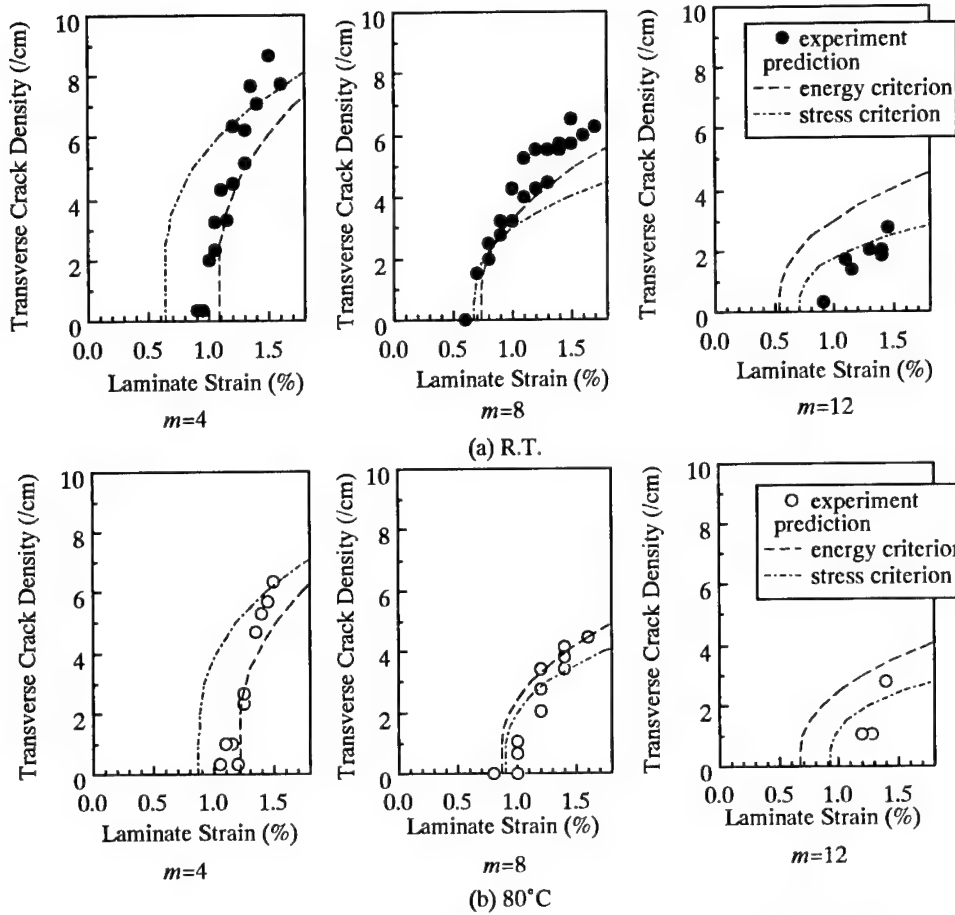 Transverse Crack Density (/cm)
10
8
6
4
2
0
0.0 0.5 1.0 1.5
Laminate Strain (%)
m=4
Transverse Crack Density (/cm)
10
8
6
4
2
0
0.0 0.5 1.0 1.5
Laminate Strain (%)
m=8
Transverse Crack Density (/cm)
10
8
6
4
2
0
0.0 0.5 1.0 1.5
Laminate Strain (%)
m=12
experiment
prediction
energy criterion
stress criterion
(a) R.T.
Transverse Crack Density (/cm)
10
8
6
4
2
0
0.0 0.5 1.0 1.5
Laminate Strain (%)
m=4
Transverse Crack Density (/cm)
10
8
6
4
2
0
0.0 0.5 1.0 1.5
Laminate Strain (%)
m=8
Transverse Crack Density (/cm)
10
8
6
4
2
0
0.0 0.5 1.0 1.5
Laminate Strain (%)
m=12
experiment
prediction
energy criterion
stress criterion
(b) 80°C